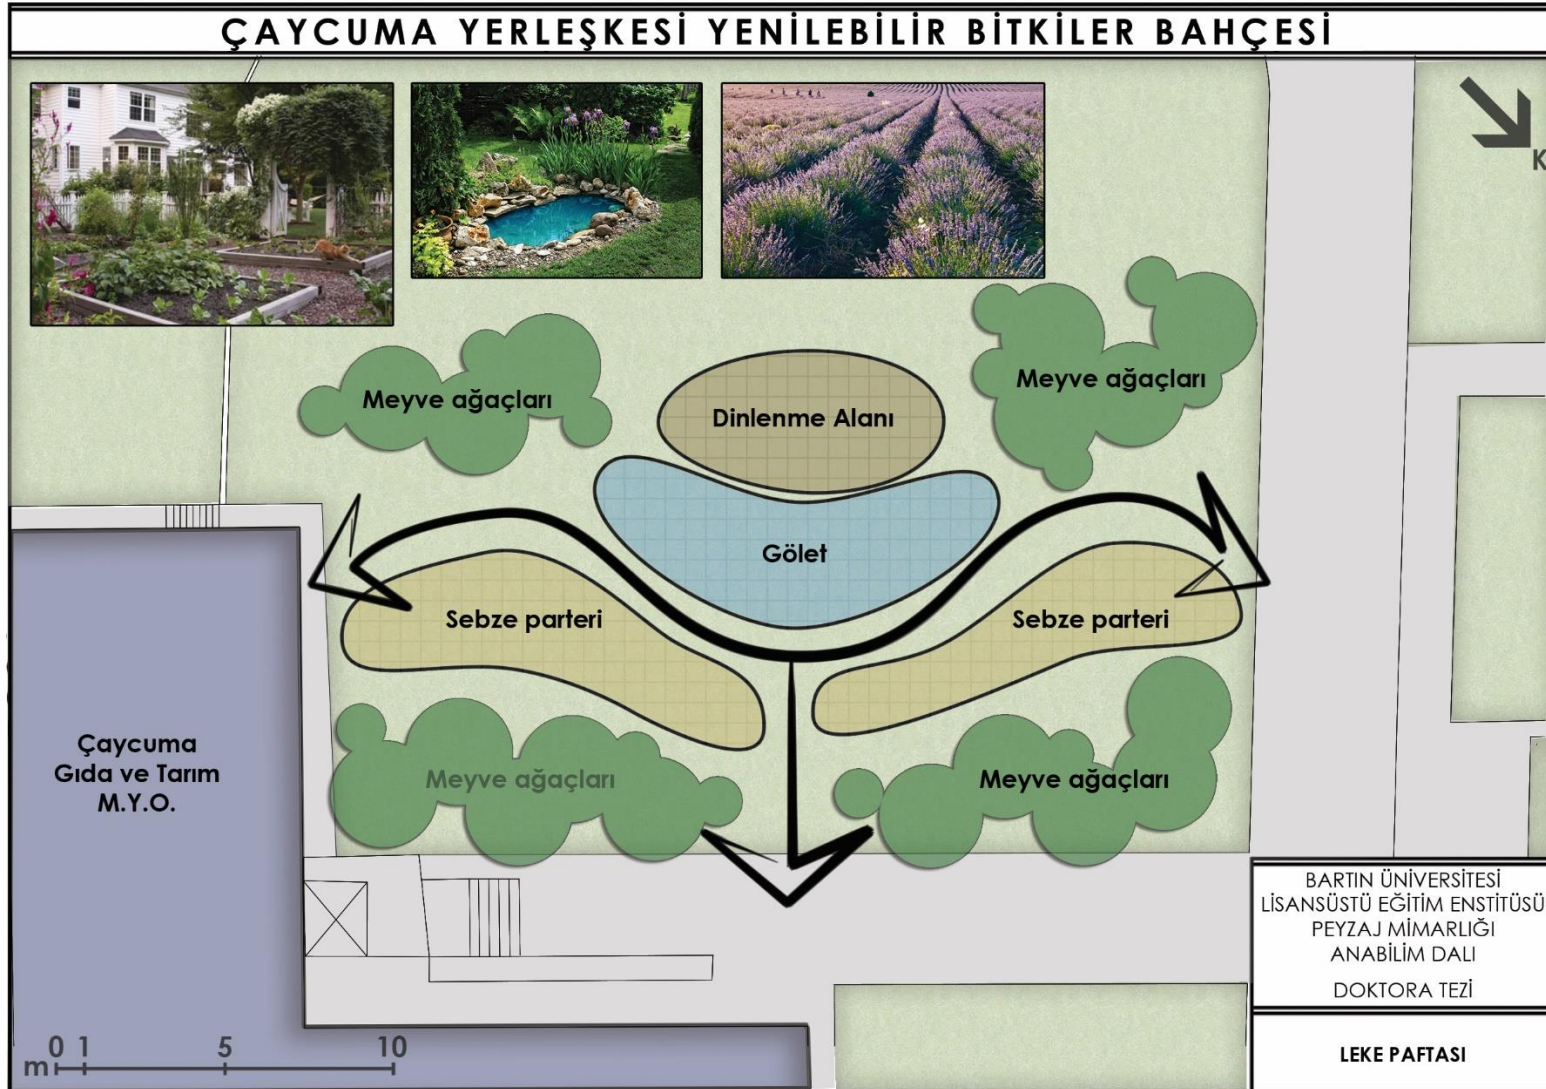 ÇAYCUMA YERLEŞKESİ YENİLEBİLİR BİTKİLER BAHÇESİ
K
Meyve ağaçları
Dinlenme Alanı
Meyve ağaçları
Gölet
Sebze parteri
Sebze parteri
Çaycuma
Gıda ve Tarım
M.Y.O.
Meyve ağaçları
Meyve ağaçları
BARTIN ÜNİVERSİTESİ
LİSANSÜSTÜ EĞİTİM ENSTİTÜSÜ
PEYZAJ MİMARLIĞI
ANABİLİM DALI
DOKTORA TEZİ
LEKE PAFTASI
m 0 1 5 10